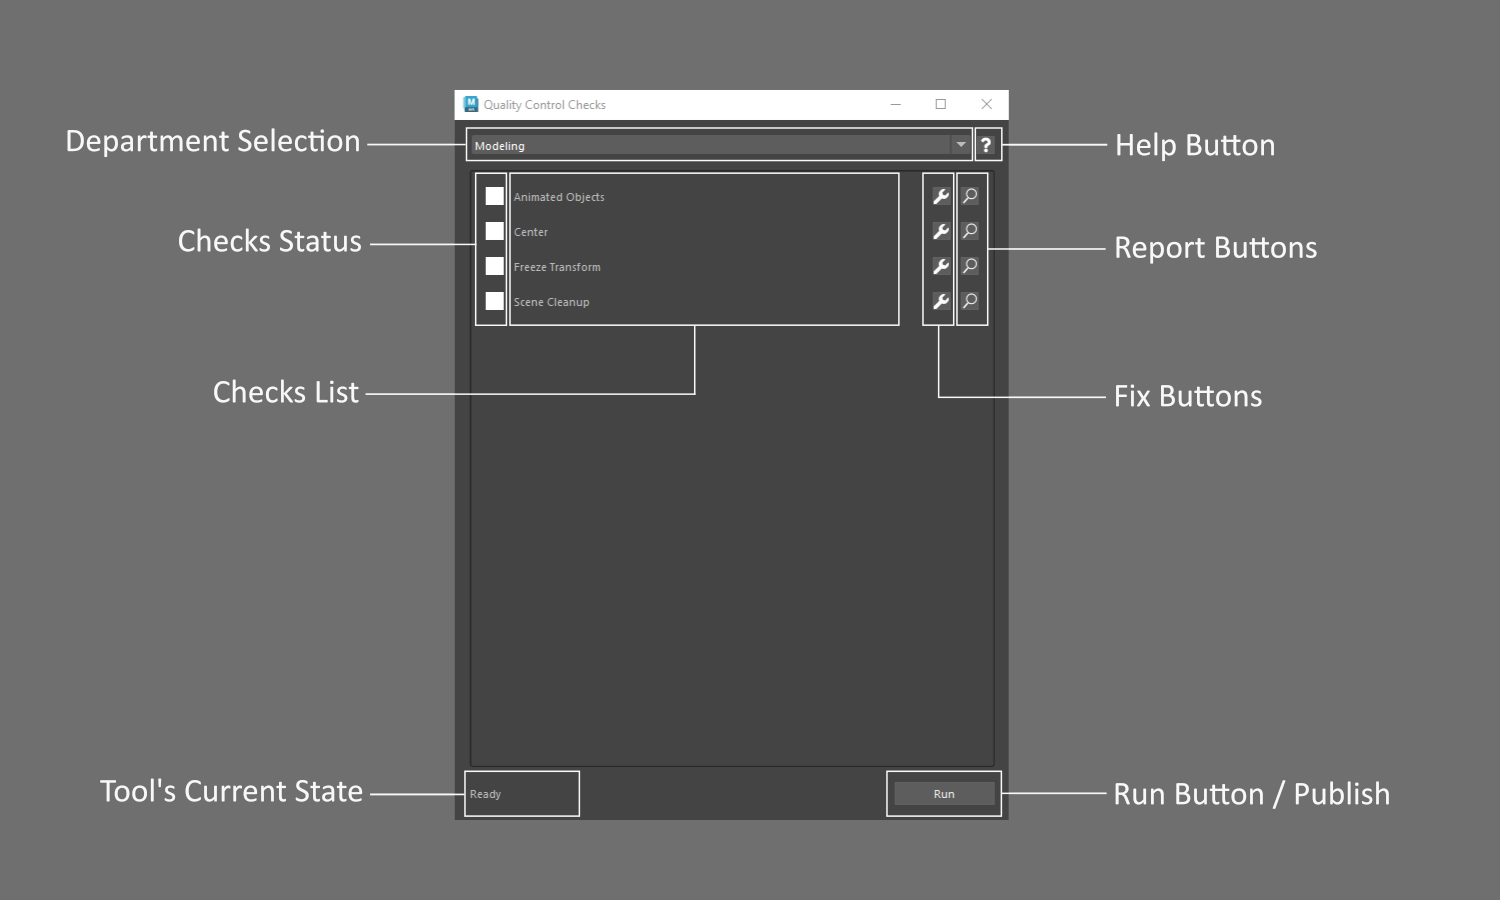 Quality Control Checks
Department Selection
Modeling
?
Help Button
Checks Status
Animated Objects
Center
Freeze Transform
Scene Cleanup
Report Buttons
Checks List
Fix Buttons
Tool's Current State
Ready
Run
Run Button / Publish